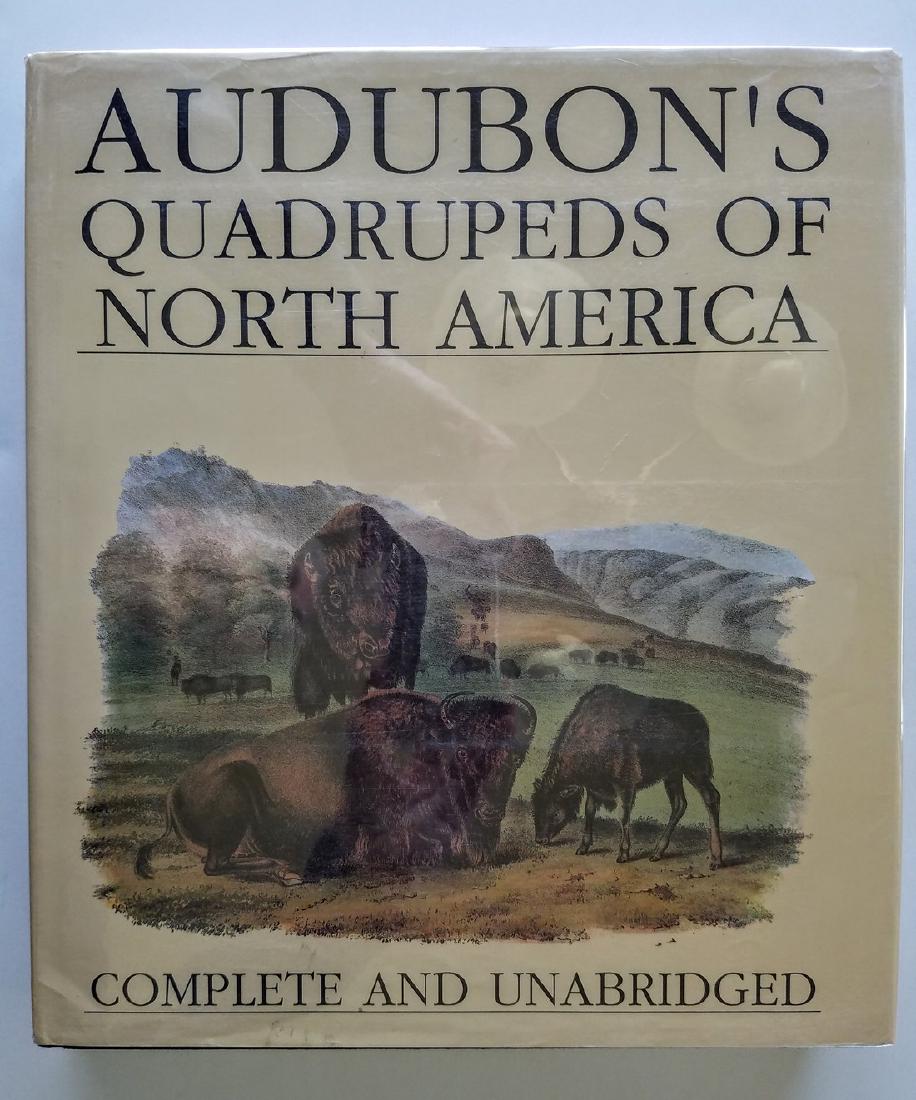 AUDUBON'S
QUADRUPEDS OF
NORTH AMERICA
COMPLETE AND UNABRIDGED